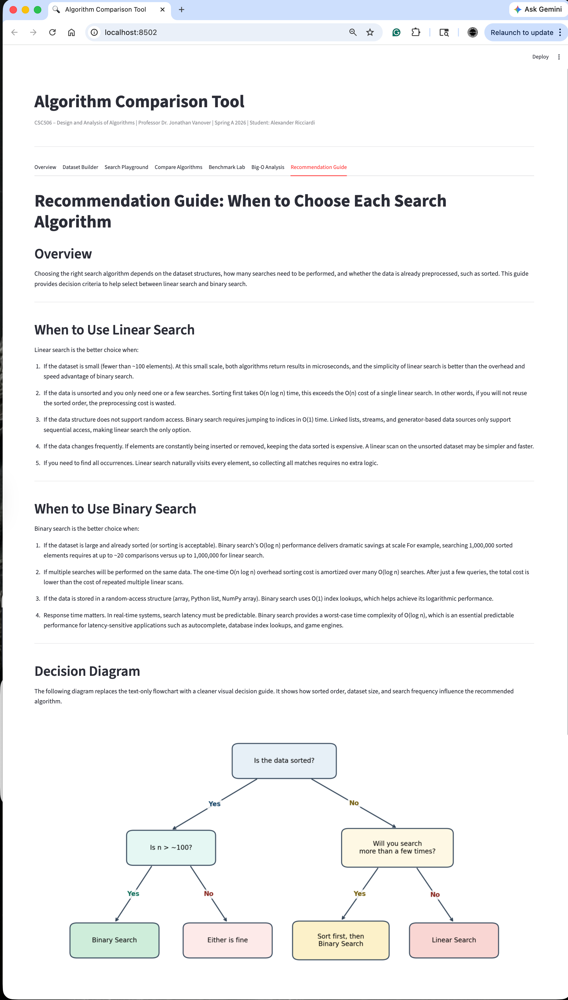 Algorithm Comparison Tool
Ask Gemini
localhost:8502
Relaunch to update
Deploy
Algorithm Comparison Tool
CSC506 – Design and Analysis of Algorithms | Professor Dr. Jonathan Vanover | Spring A 2026 | Student: Alexander Ricciardi
Overview Dataset Builder Search Playground Compare Algorithms Benchmark Lab Big-O Analysis Recommendation Guide
Recommendation Guide: When to Choose Each Search
Algorithm
Overview
Choosing the right search algorithm depends on the dataset structures, how many searches need to be performed, and whether the data is already preprocessed, such as sorted. This guide
provides decision criteria to help select between linear search and binary search.
When to Use Linear Search
Linear search is the better choice when:
1. If the dataset is small (fewer than ~100 elements). At this small scale, both algorithms return results in microseconds, and the simplicity of linear search is better than the overhead and
speed advantage of binary search.
2. If the data is unsorted and you only need one or a few searches. Sorting first takes O(n log n) time, this exceeds the O(n) cost of a single linear search. In other words, if you will not reuse
the sorted order, the preprocessing cost is wasted.
3. If the data structure does not support random access. Binary search requires jumping to indices in O(1) time. Linked lists, streams, and generator-based data sources only support
sequential access, making linear search the only option.
4. If the data changes frequently. If elements are constantly being inserted or removed, keeping the data sorted is expensive. A linear scan on the unsorted dataset may be simpler and faster.
5. If you need to find all occurrences. Linear search naturally visits every element, so collecting all matches requires no extra logic.
When to Use Binary Search
Binary search is the better choice when:
1. If the dataset is large and already sorted (or sorting is acceptable). Binary search's O(log n) performance delivers dramatic savings at scale For example, searching 1,000,000 sorted
elements requires at up to ~20 comparisons versus up to 1,000,000 for linear search.
2. If multiple searches will be performed on the same data. The one-time O(n log n) overhead sorting cost is amortized over many O(log n) searches. After just a few queries, the total cost is
lower than the cost of repeated multiple linear scans.
3. If the data is stored in a random-access structure (array, Python list, NumPy array). Binary search uses O(1) index lookups, which helps achieve its logarithmic performance.
4. Response time matters. In real-time systems, search latency must be predictable. Binary search provides a worst-case time complexity of O(log n), which is an essential predictable
performance for latency-sensitive applications such as autocomplete, database index lookups, and game engines.
Decision Diagram
The following diagram replaces the text-only flowchart with a cleaner visual decision guide. It shows how sorted order, dataset size, and search frequency influence the recommended
algorithm.
Is the data sorted?
Yes
No
Is n > ~100?
Will you search
more than a few times?
Yes
No
Yes
No
Binary Search
Either is fine
Sort first, then
Binary Search
Linear Search